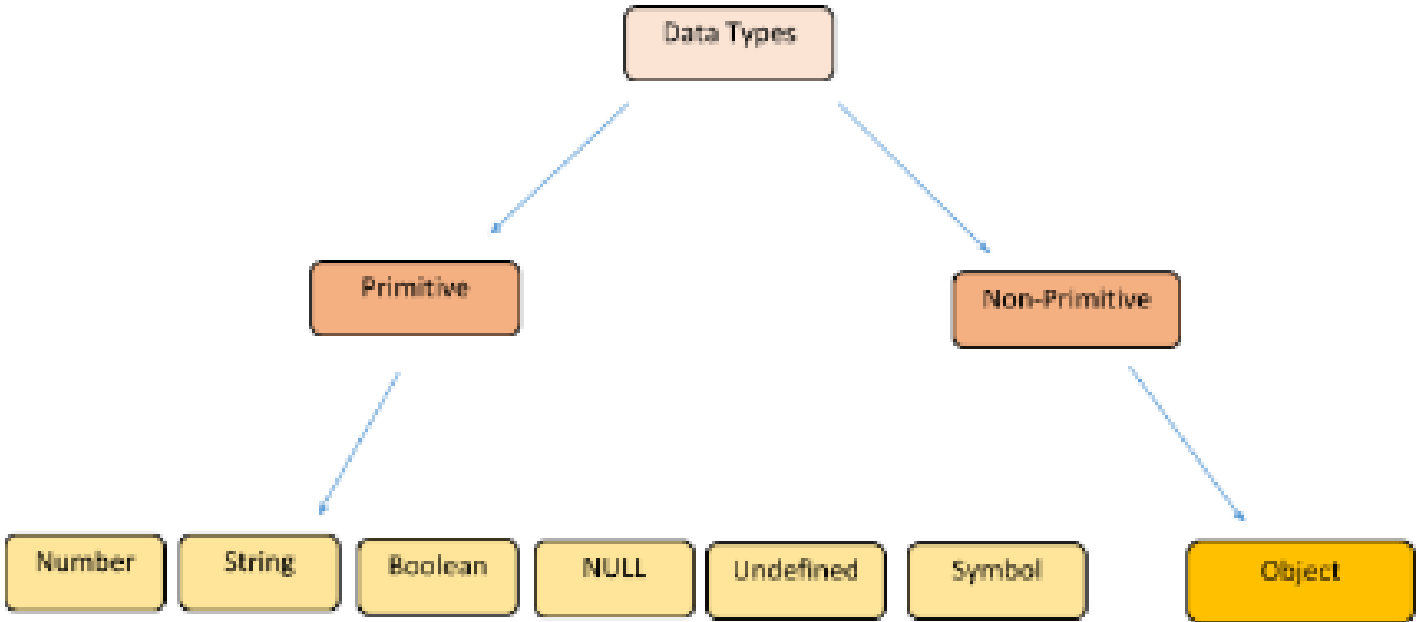 Data Types
Primitive
Non-Primitive
Number
String
Boolean
NULL
Undefined
Symbol
Object